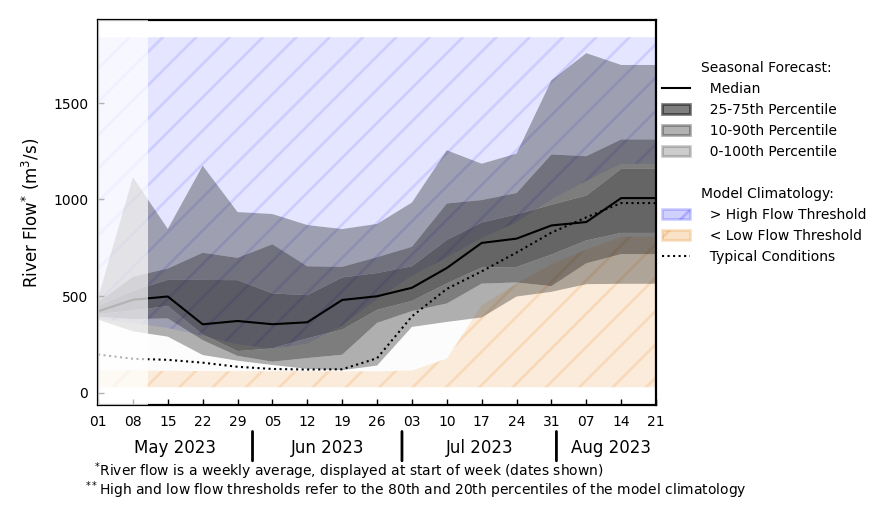 Seasonal Forecast:
Median
25-75th Percentile
10-90th Percentile
0-100th Percentile
Model Climatology:
> High Flow Threshold
< Low Flow Threshold
Typical Conditions
River Flow* (m³/s)
1500
1000
500
0
01 08 15 22 29 05 12 19 26 03 10 17 24 31 07 14 21
May 2023 Jun 2023 Jul 2023 Aug 2023
*River flow is a weekly average, displayed at start of week (dates shown)
**High and low flow thresholds refer to the 80th and 20th percentiles of the model climatology